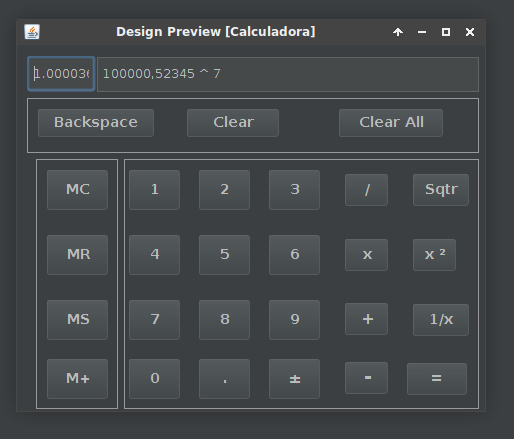 Design Preview [Calculadora]
1.000036 100000,52345 ^ 7
Backspace Clear Clear All
MC 1 2 3 / Sqtr
MR 4 5 6 x x ²
MS 7 8 9 + 1/x
M+ 0 . ± - =